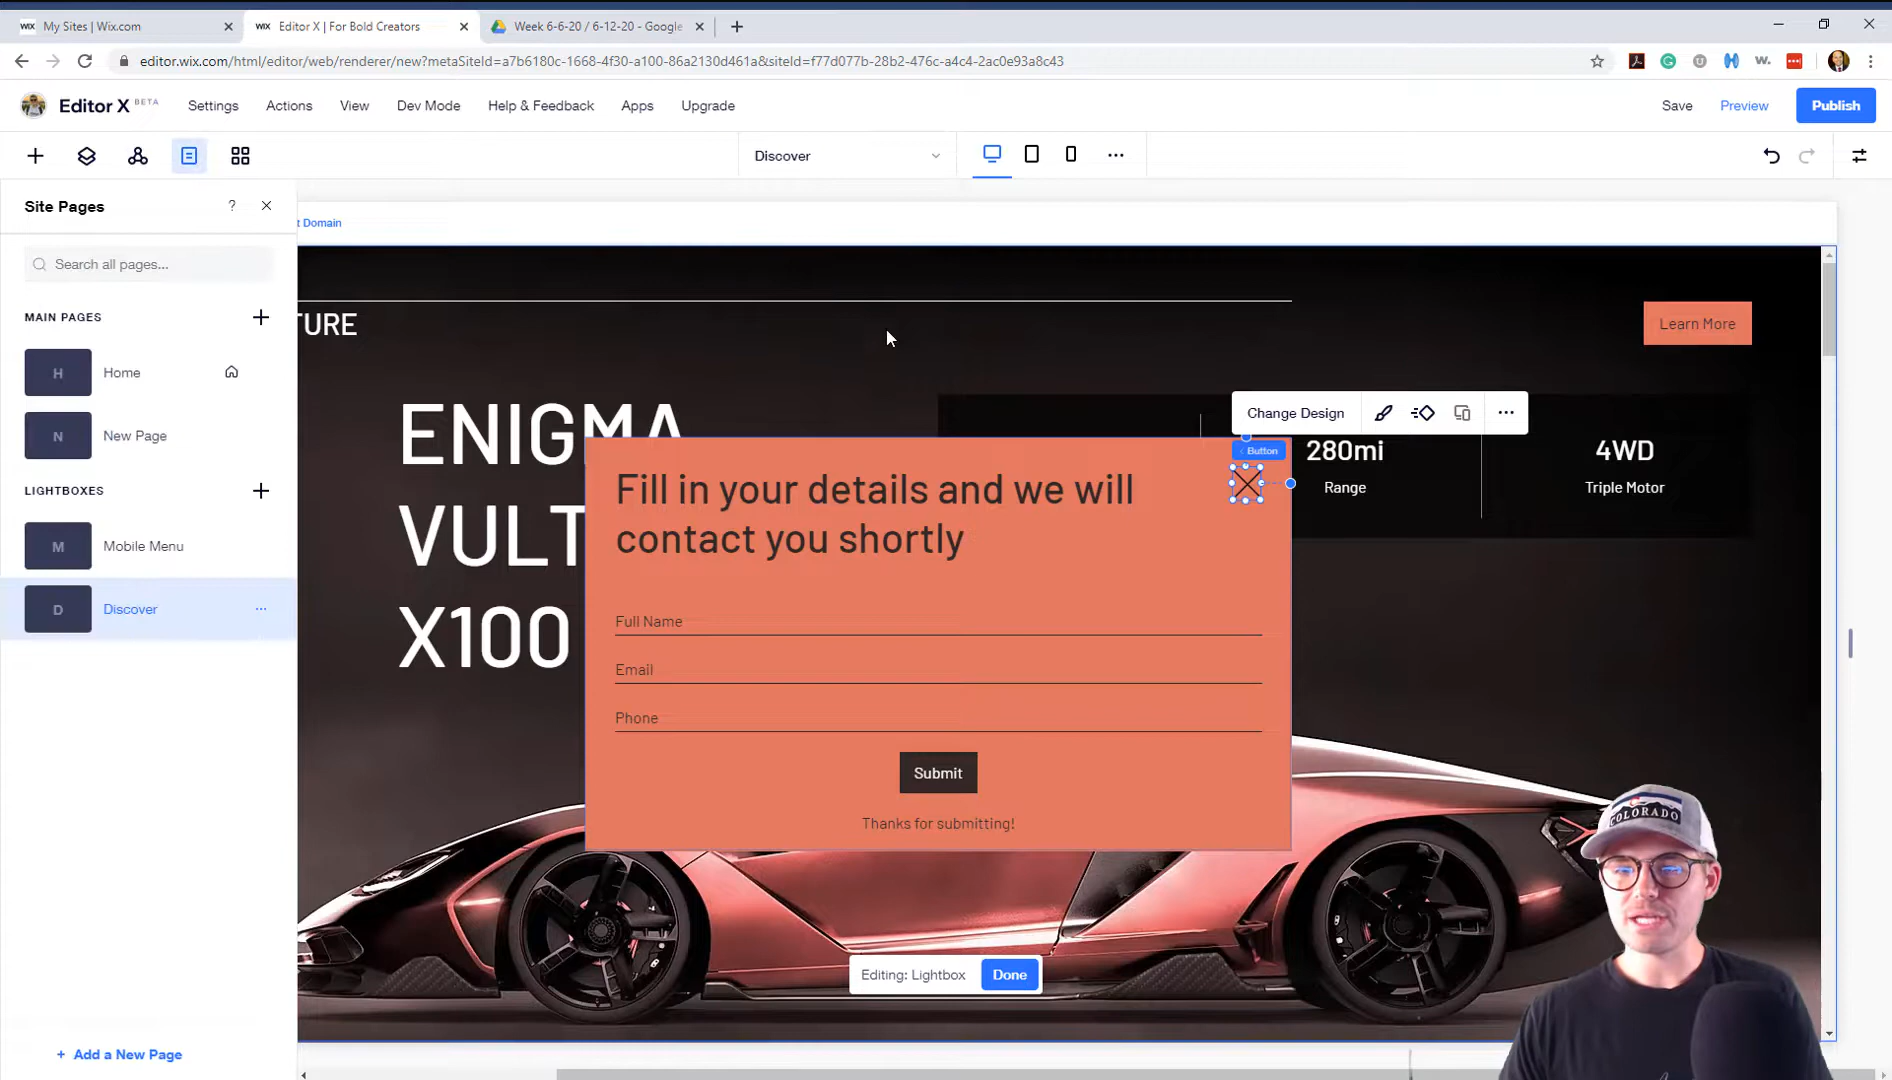 WIX My Sites | Wix.com
WIX Editor X | For Bold Creators
Week 6-6-20 / 6-12-20 - Google
editor.wix.com/html/editor/web/renderer/new?metaSiteId=a7b6180c-1668-4f30-a100-86a2130d461a&siteId=f77d077b-28b2-476c-a4c4-2ac0e93a8c43
Editor X BETA Settings Actions View Dev Mode Help & Feedback Apps Upgrade Save Preview Publish
Discover
Site Pages ?
t Domain
Search all pages...
MAIN PAGES
H Home
N New Page
LIGHTBOXES
M Mobile Menu
D Discover
+ Add a New Page
TURE
Learn More
ENIGMA
VULT
X100
Change Design
Button
280mi
Range
4WD
Triple Motor
Fill in your details and we will
contact you shortly
Full Name
Email
Phone
Submit
Thanks for submitting!
Editing: Lightbox Done
COLORADO